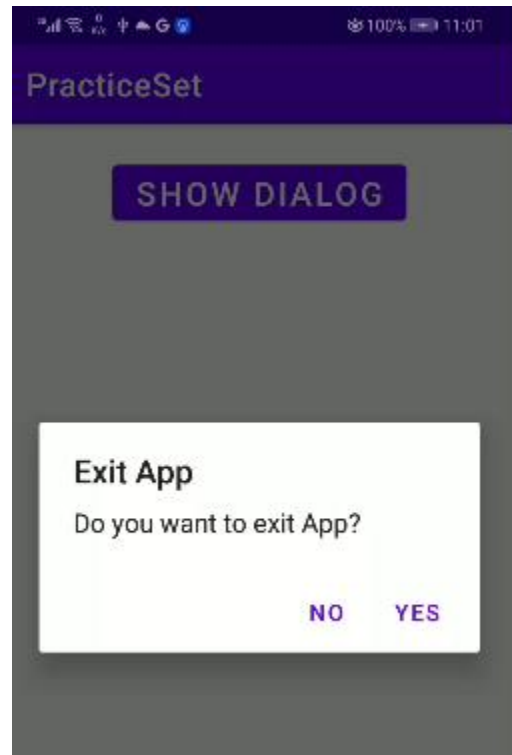 100% 11:01
PracticeSet
SHOW DIALOG
Exit App
Do you want to exit App?
NO YES